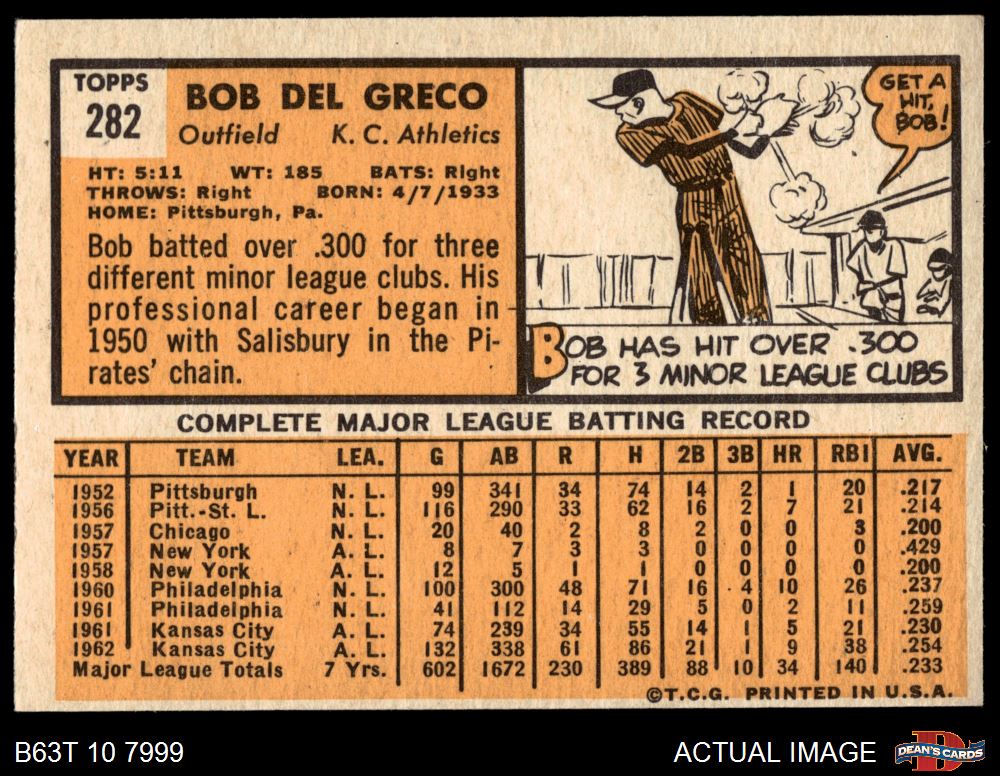 TOPPS
282
BOB DEL GRECO
Outfield K. C. Athletics
HT: 5:11 WT: 185 BATS: Right
THROWS: Right BORN: 4/7/1933
HOME: Pittsburgh, Pa.
Bob batted over .300 for three
different minor league clubs. His
professional career began in
1950 with Salisbury in the Pi-
rates' chain.
GET A
HIT,
BOB!
BOB HAS HIT OVER .300
FOR 3 MINOR LEAGUE CLUBS
COMPLETE MAJOR LEAGUE BATTING RECORD
YEAR TEAM LEA. G AB R H 2B 3B HR RBI AVG.
1952 Pittsburgh N. L. 99 341 34 74 14 2 1 20 .217
1956 Pitt.-St. L. N. L. 116 290 33 62 16 2 7 21 .214
1957 Chicago N. L. 20 40 2 8 2 0 0 3 .200
1957 New York A. L. 8 7 3 3 0 0 0 0 .429
1958 New York A. L. 12 5 1 1 0 0 0 0 .200
1960 Philadelphia N. L. 100 300 48 71 16 4 10 26 .237
1961 Philadelphia N. L. 41 112 14 29 5 0 2 11 .259
1961 Kansas City A. L. 74 239 34 55 14 1 5 21 .230
1962 Kansas City A. L. 132 338 61 86 21 1 9 38 .254
Major League Totals 7 Yrs. 602 1672 230 389 88 10 34 140 .233
©T.C.G. PRINTED IN U.S.A.
B63T 10 7999 ACTUAL IMAGE DEAN'S CARDS